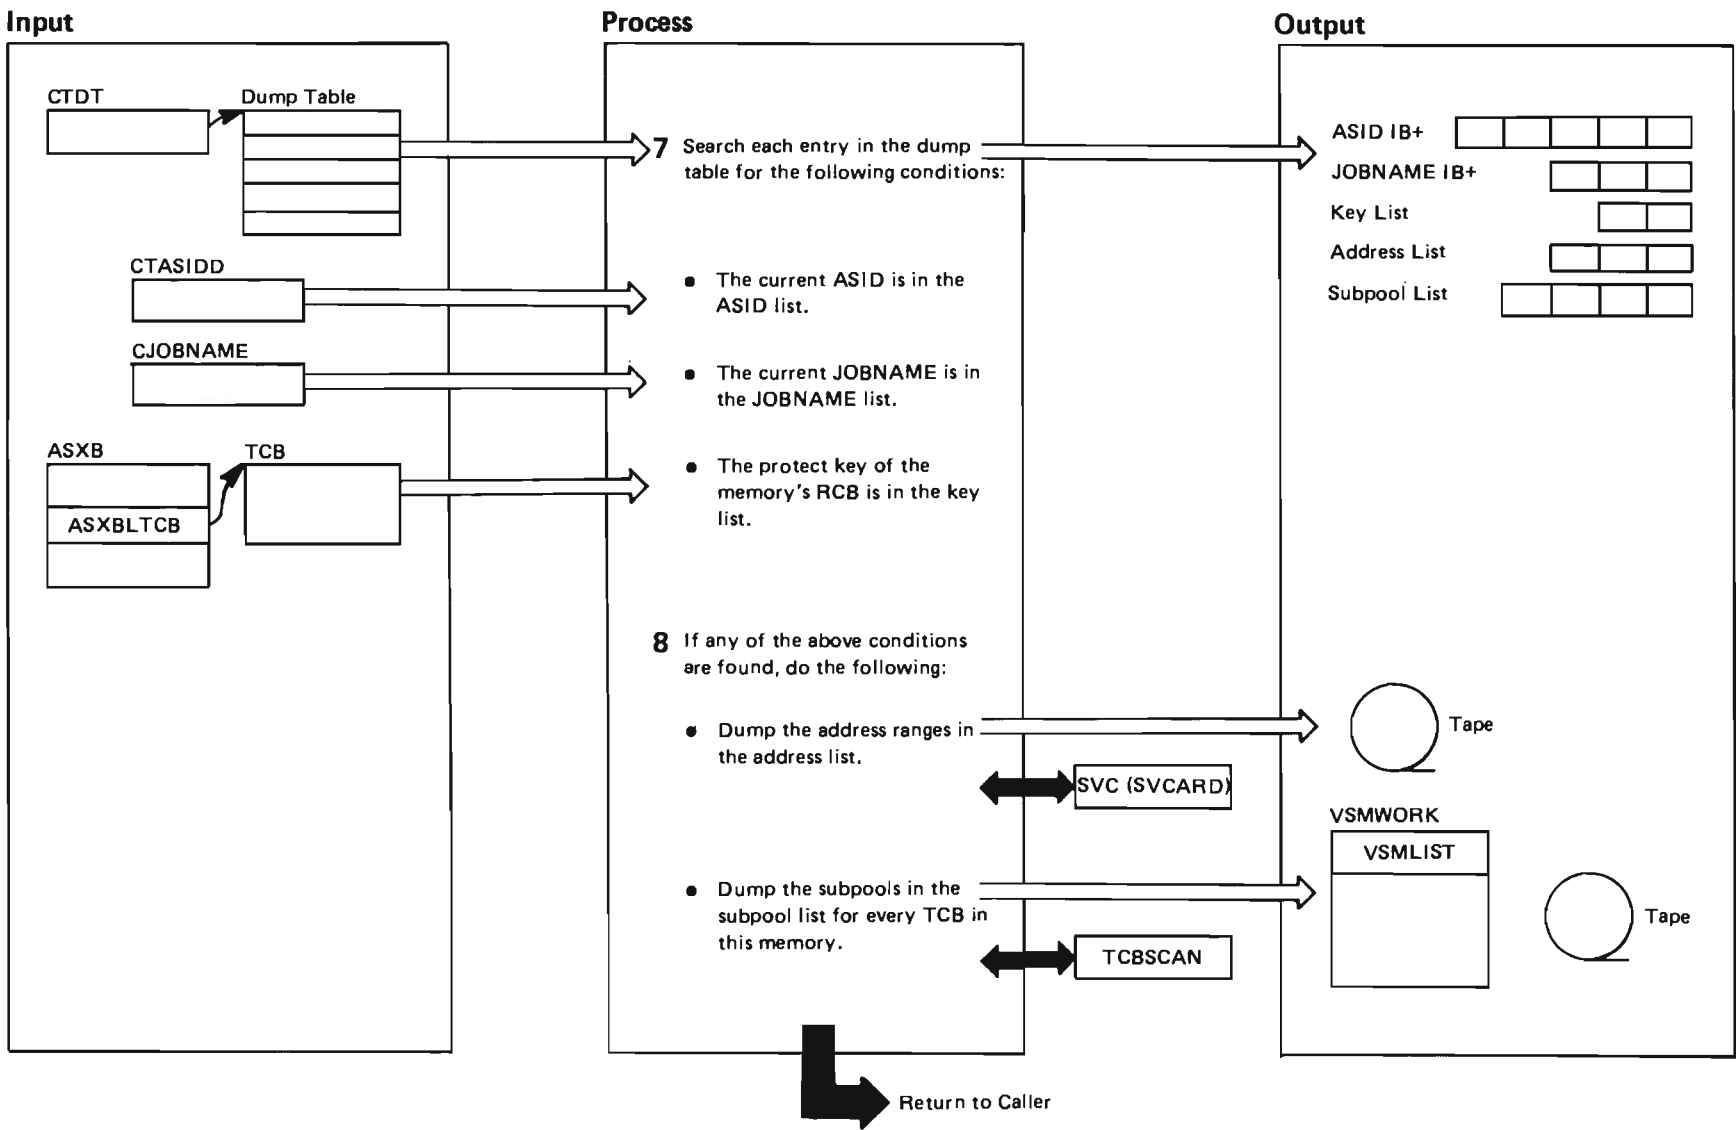 Input
Process
Output
CTDT
Dump Table
7 Search each entry in the dump
table for the following conditions:
ASID IB+
JOBNAME IB+
Key List
Address List
Subpool List
CTASIDD
• The current ASID is in the
ASID list.
CJOBNAME
• The current JOBNAME is in
the JOBNAME list.
ASXB
TCB
ASXBLTCB
• The protect key of the
memory's RCB is in the key
list.
8 If any of the above conditions
are found, do the following:
• Dump the address ranges in
the address list.
Tape
SVC (SVCARD)
VSMWORK
VSMLIST
• Dump the subpools in the
subpool list for every TCB in
this memory.
Tape
TCBSCAN
Return to Caller